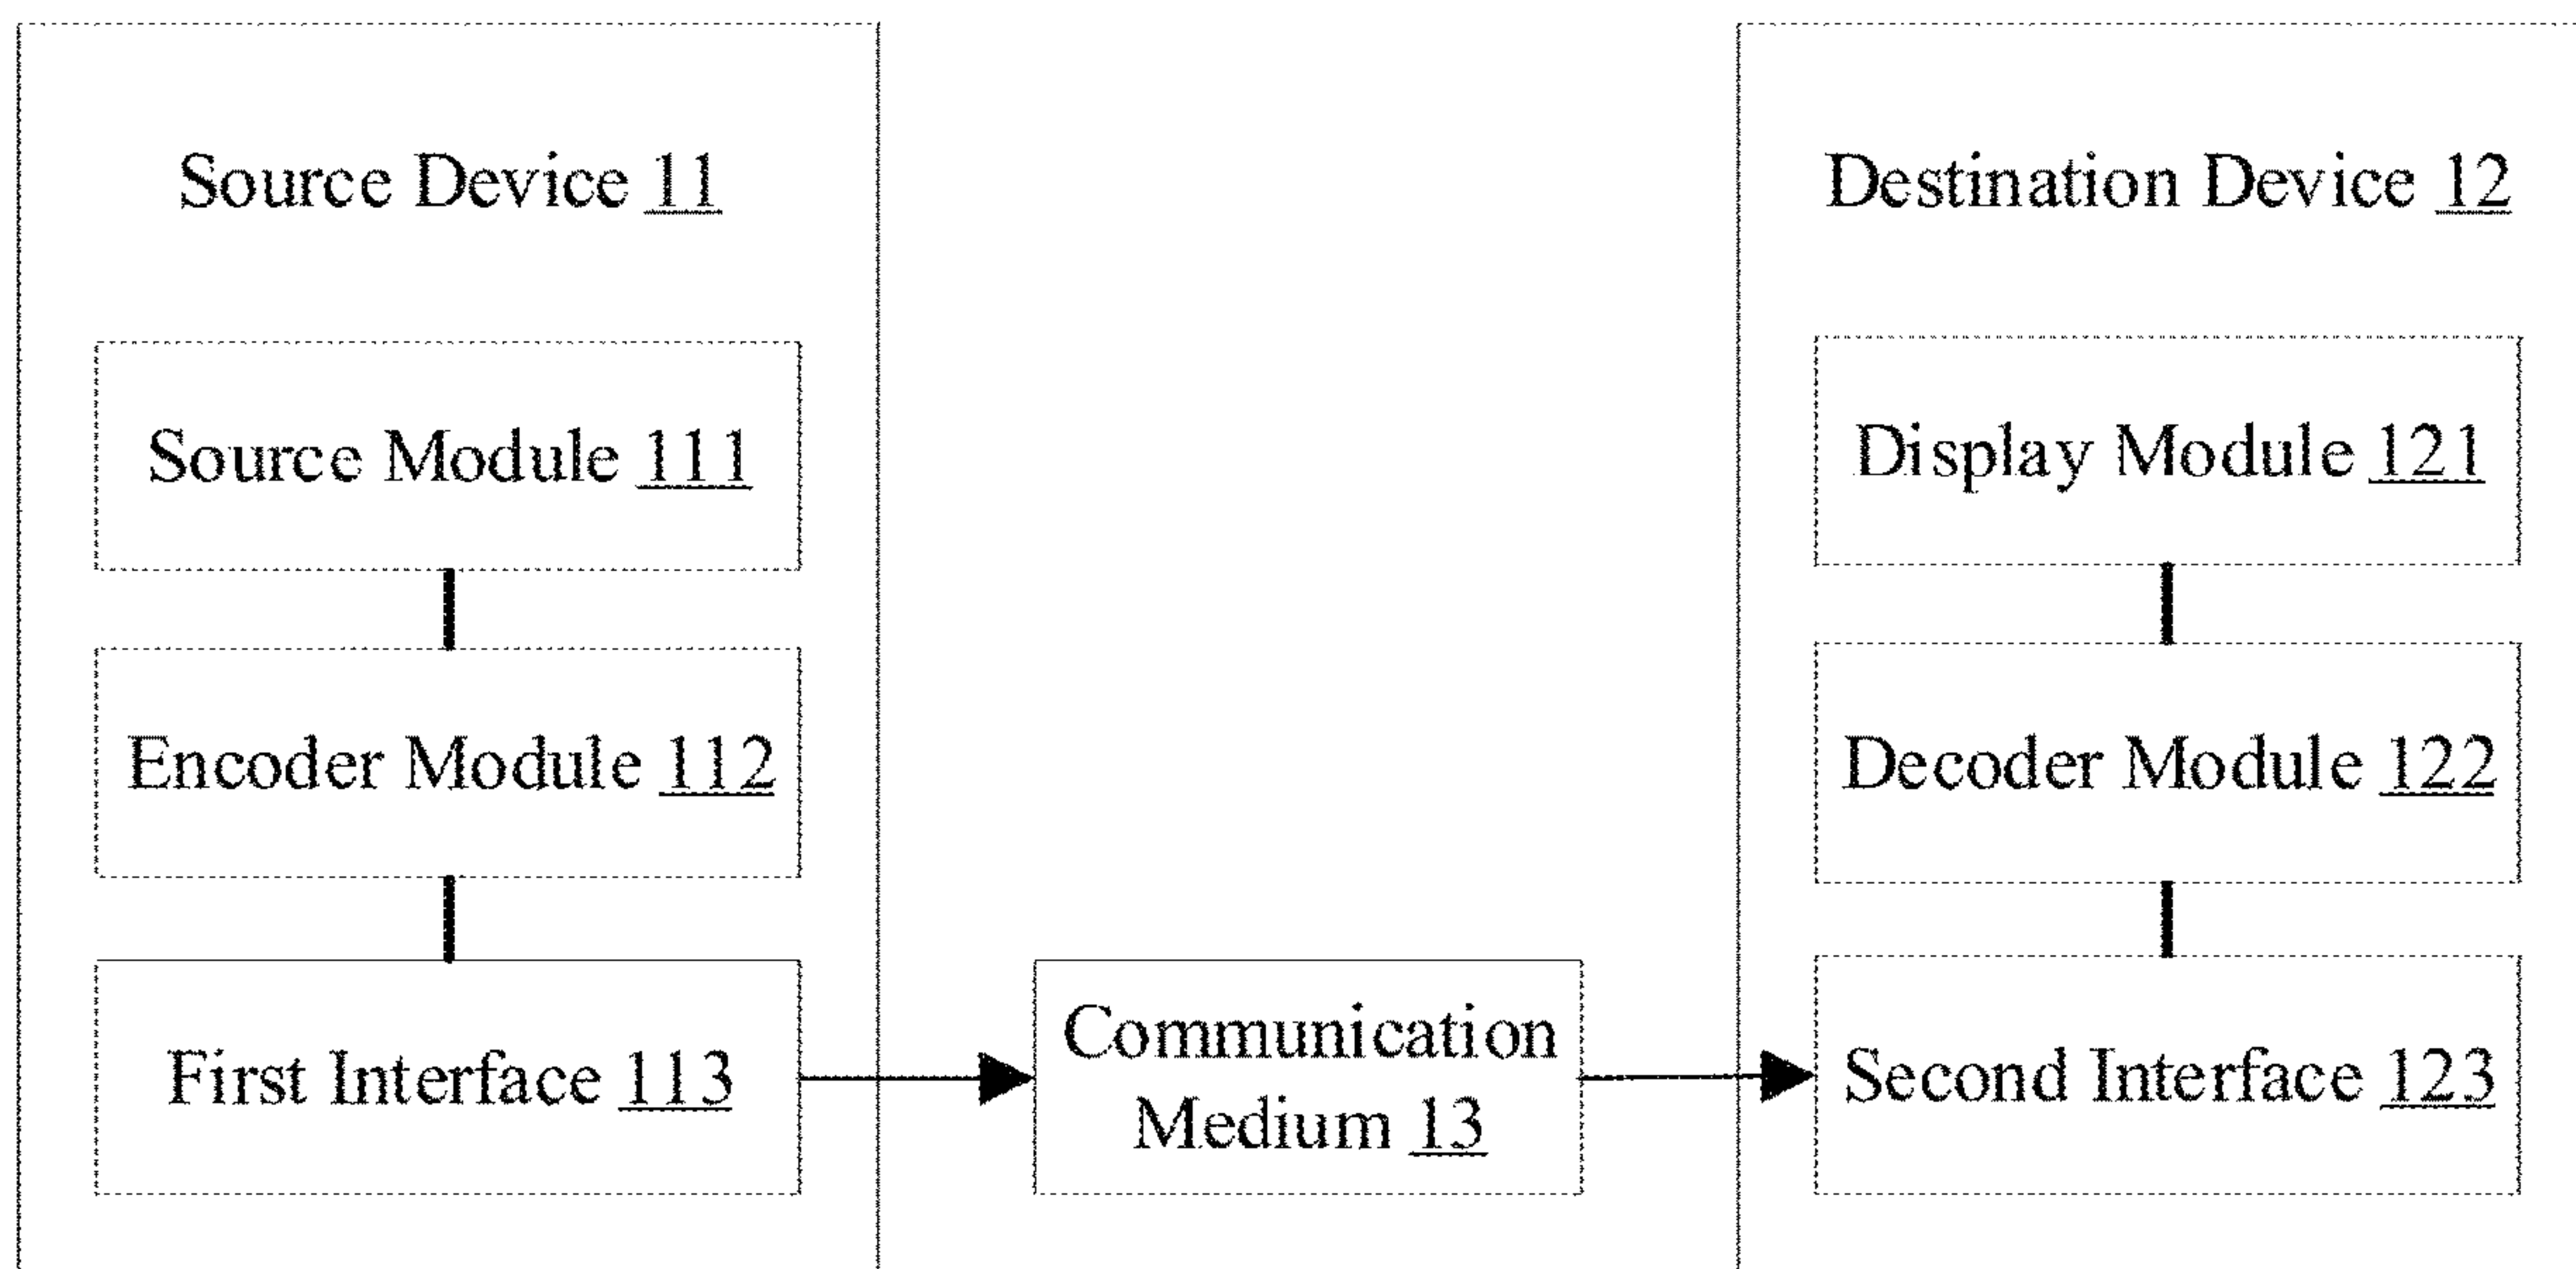 Source Device 11
Source Module 111
Encoder Module 112
First Interface 113
Communication
Medium 13
Destination Device 12
Display Module 121
Decoder Module 122
Second Interface 123